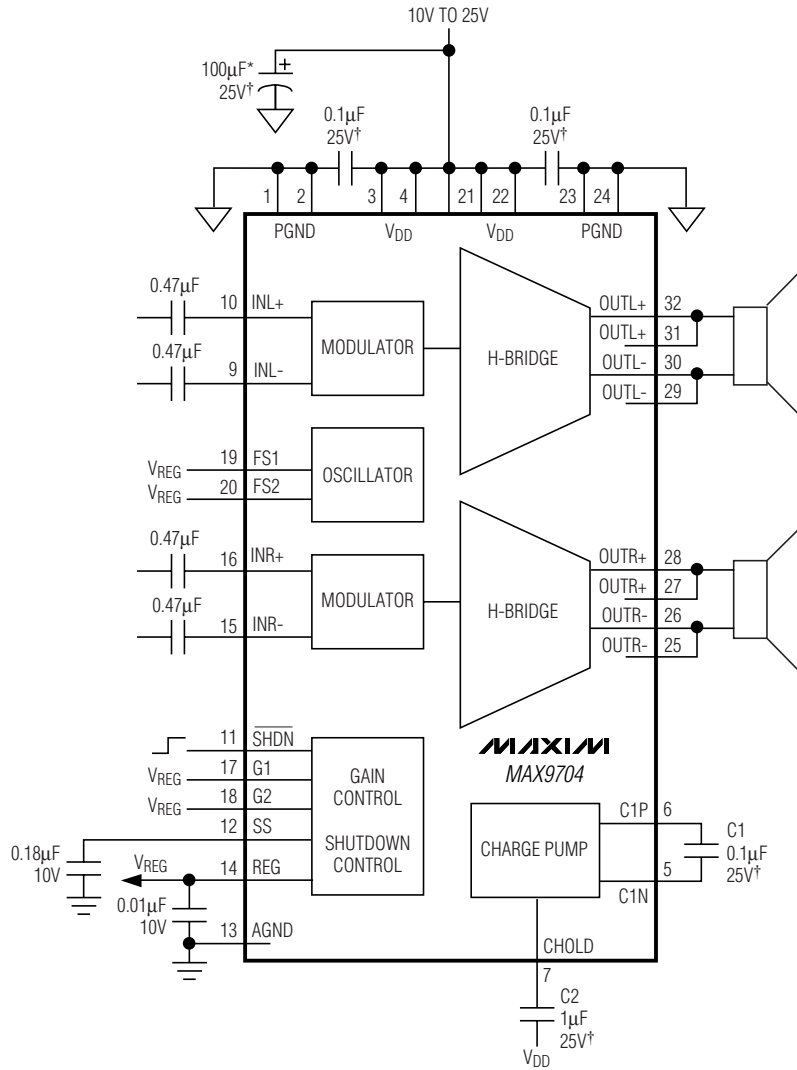 10V TO 25V
100µF*
25V†
+
0.1µF
25V†
0.1µF
25V†
1 2 3 4 21 22 23 24
PGND VDD VDD PGND
0.47µF
10 INL+
MODULATOR
0.47µF
9 INL-
H-BRIDGE
OUTL+ 32
OUTL+ 31
OUTL- 30
OUTL- 29
VREG 19 FS1
VREG 20 FS2
OSCILLATOR
0.47µF
16 INR+
MODULATOR
0.47µF
15 INR-
H-BRIDGE
OUTR+ 28
OUTR+ 27
OUTR- 26
OUTR- 25
11 SHDN
VREG 17 G1
VREG 18 G2
12 SS
GAIN
CONTROL
SHUTDOWN
CONTROL
0.18µF
10V
VREG
14 REG
0.01µF
10V
13 AGND
MAXIM
MAX9704
CHARGE PUMP
C1P 6
C1N 5
C1
0.1µF
25V†
CHOLD
7
C2
1µF
25V†
VDD